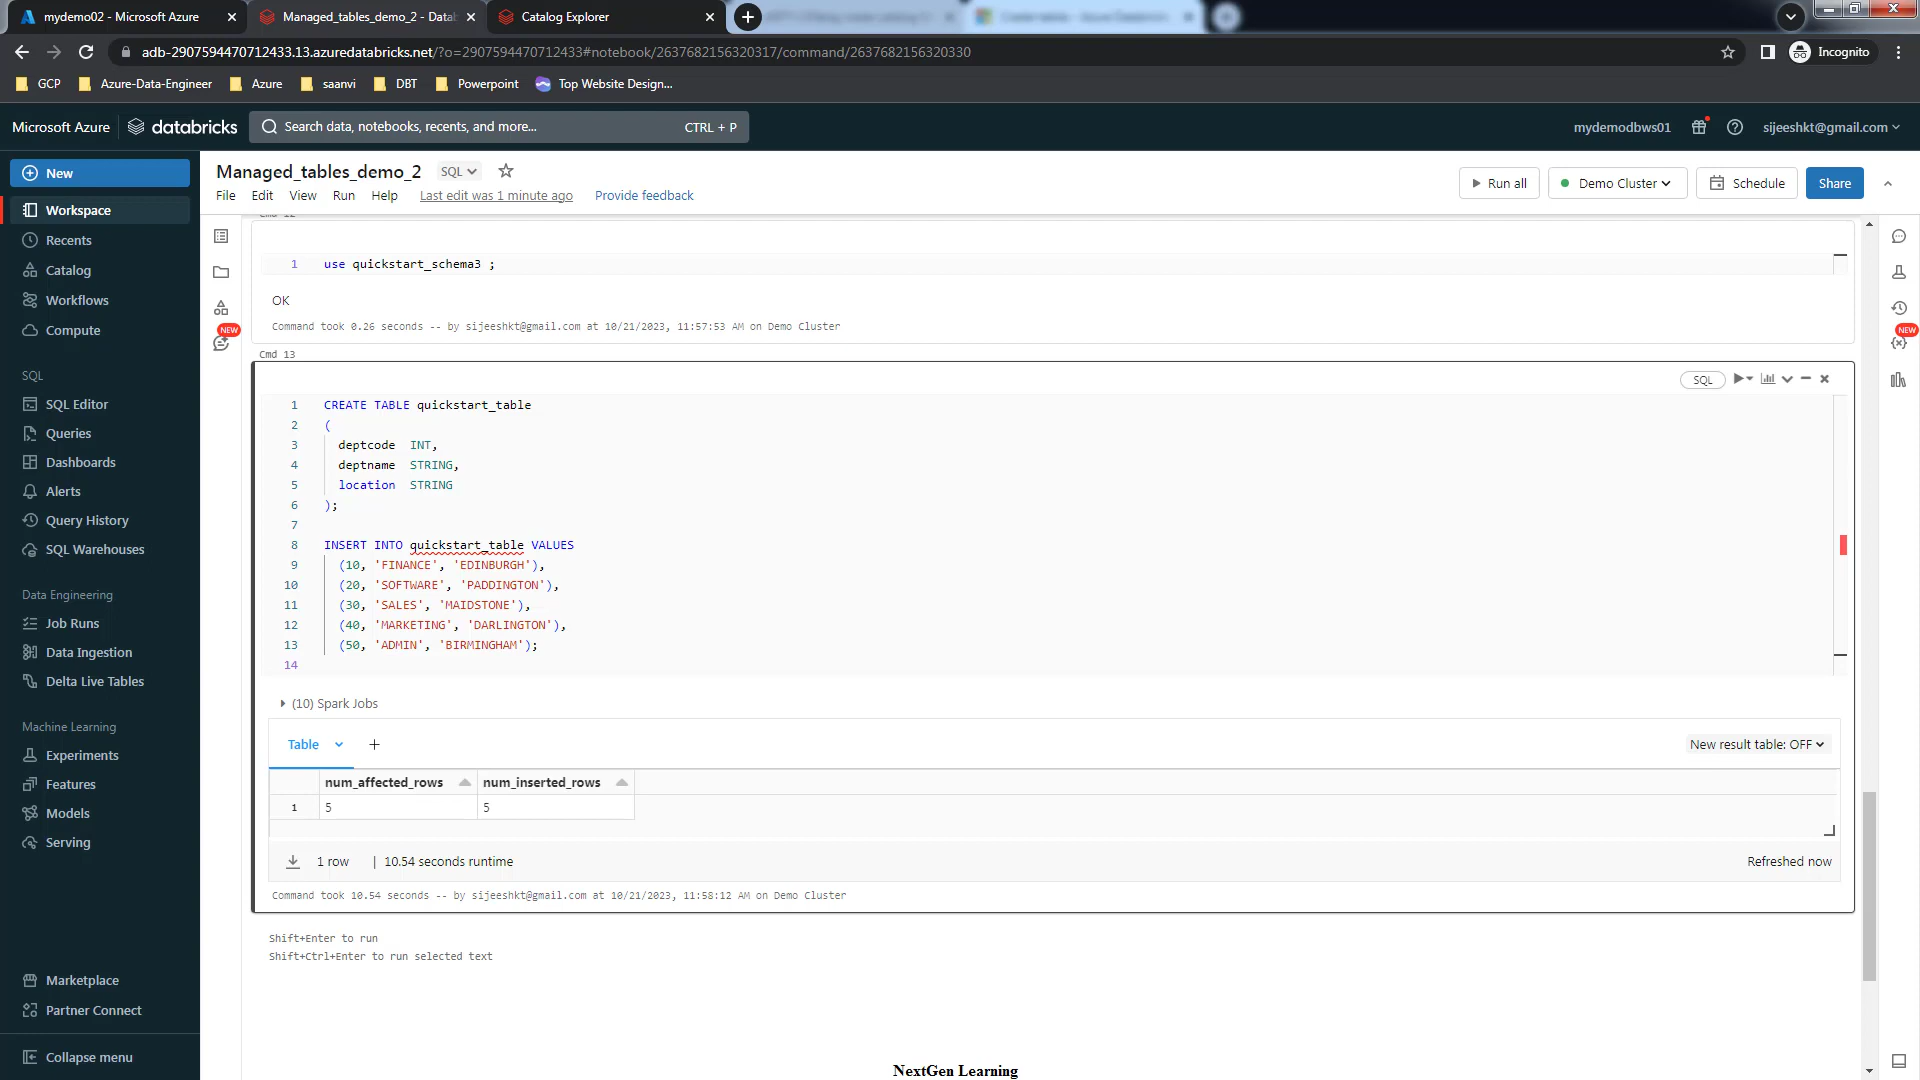 mydemo02 - Microsoft Azure
Managed_tables_demo_2 - Datab
Catalog Explorer
adb-2907594470712433.13.azuredatabricks.net/?o=2907594470712433#notebook/2637682156320317/command/2637682156320330
Incognito
GCP
Azure-Data-Engineer
Azure
saanvi
DBT
Powerpoint
Top Website Design...
Microsoft Azure
databricks
Search data, notebooks, recents, and more...
CTRL + P
mydemodbws01
sijeeshkt@gmail.com
New
Workspace
Recents
Catalog
Workflows
Compute
SQL
SQL Editor
Queries
Dashboards
Alerts
Query History
SQL Warehouses
Data Engineering
Job Runs
Data Ingestion
Delta Live Tables
Machine Learning
Experiments
Features
Models
Serving
Marketplace
Partner Connect
Collapse menu
Managed_tables_demo_2
SQL
File
Edit
View
Run
Help
Last edit was 1 minute ago
Provide feedback
Run all
Demo Cluster
Schedule
Share
NEW
NEW
Cmd 12
1 use quickstart_schema3 ;
OK
Command took 0.26 seconds -- by sijeeshkt@gmail.com at 10/21/2023, 11:57:53 AM on Demo Cluster
Cmd 13
SQL
1 CREATE TABLE quickstart_table
2 (
3 deptcode INT,
4 deptname STRING,
5 location STRING
6 );
7
8 INSERT INTO quickstart_table VALUES
9 (10, 'FINANCE', 'EDINBURGH'),
10 (20, 'SOFTWARE', 'PADDINGTON'),
11 (30, 'SALES', 'MAIDSTONE'),
12 (40, 'MARKETING', 'DARLINGTON'),
13 (50, 'ADMIN', 'BIRMINGHAM');
14
(10) Spark Jobs
Table
New result table: OFF
num_affected_rows num_inserted_rows
1 5 5
1 row | 10.54 seconds runtime
Refreshed now
Command took 10.54 seconds -- by sijeeshkt@gmail.com at 10/21/2023, 11:58:12 AM on Demo Cluster
Shift+Enter to run
Shift+Ctrl+Enter to run selected text
NextGen Learning